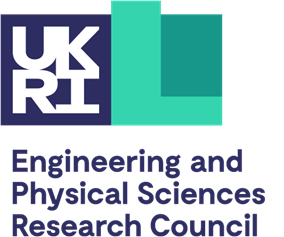 UK
RI
Engineering and
Physical Sciences
Research Council